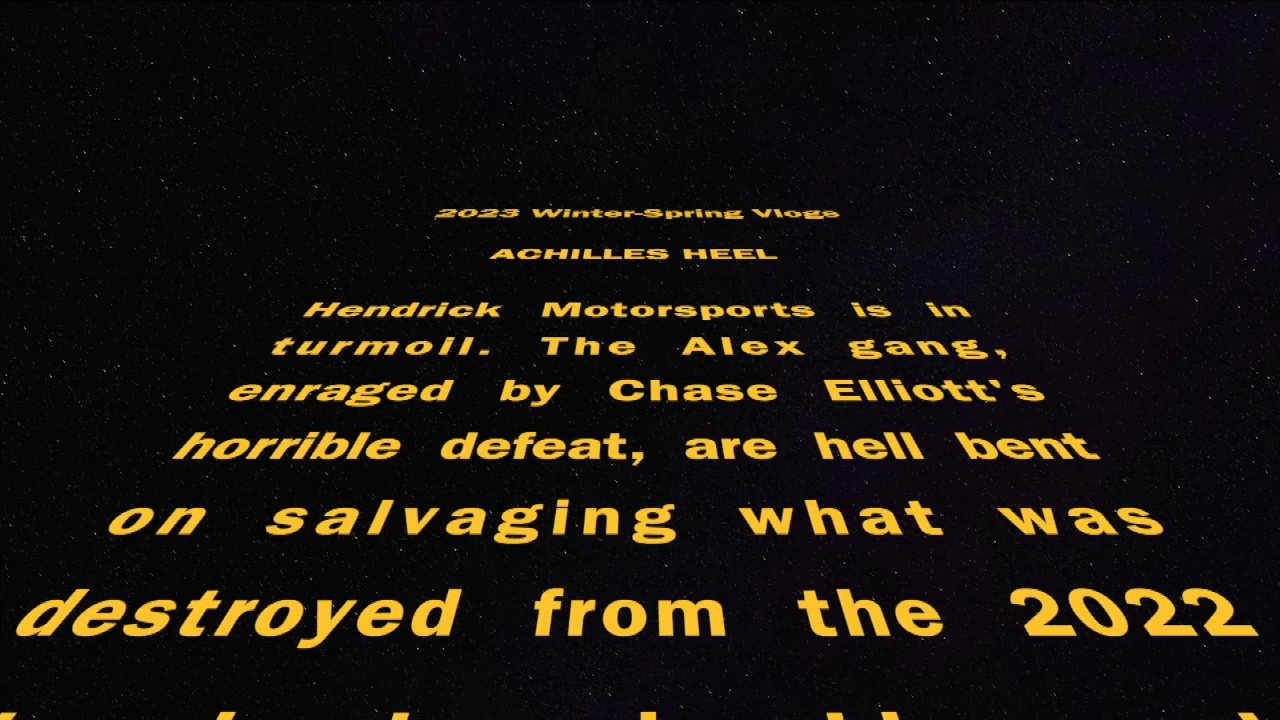 2023 Winter-Spring Vlogs
ACHILLES HEEL
Hendrick Motorsports is in
turmoil. The Alex gang,
enraged by Chase Elliott's
horrible defeat, are hell bent
on salvaging what was
destroyed from the 2022